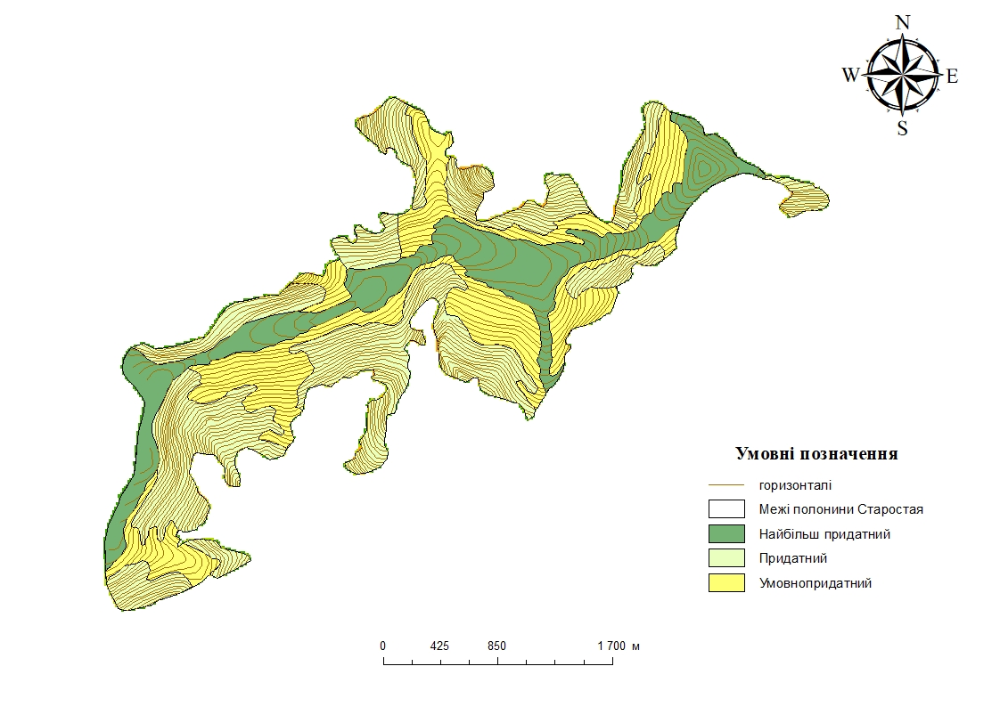 N
W E
S
Умовні позначення
горизонталі
Межі полонини Старостая
Найбільш придатний
Придатний
Умовнопридатний
0 425 850 1 700 м